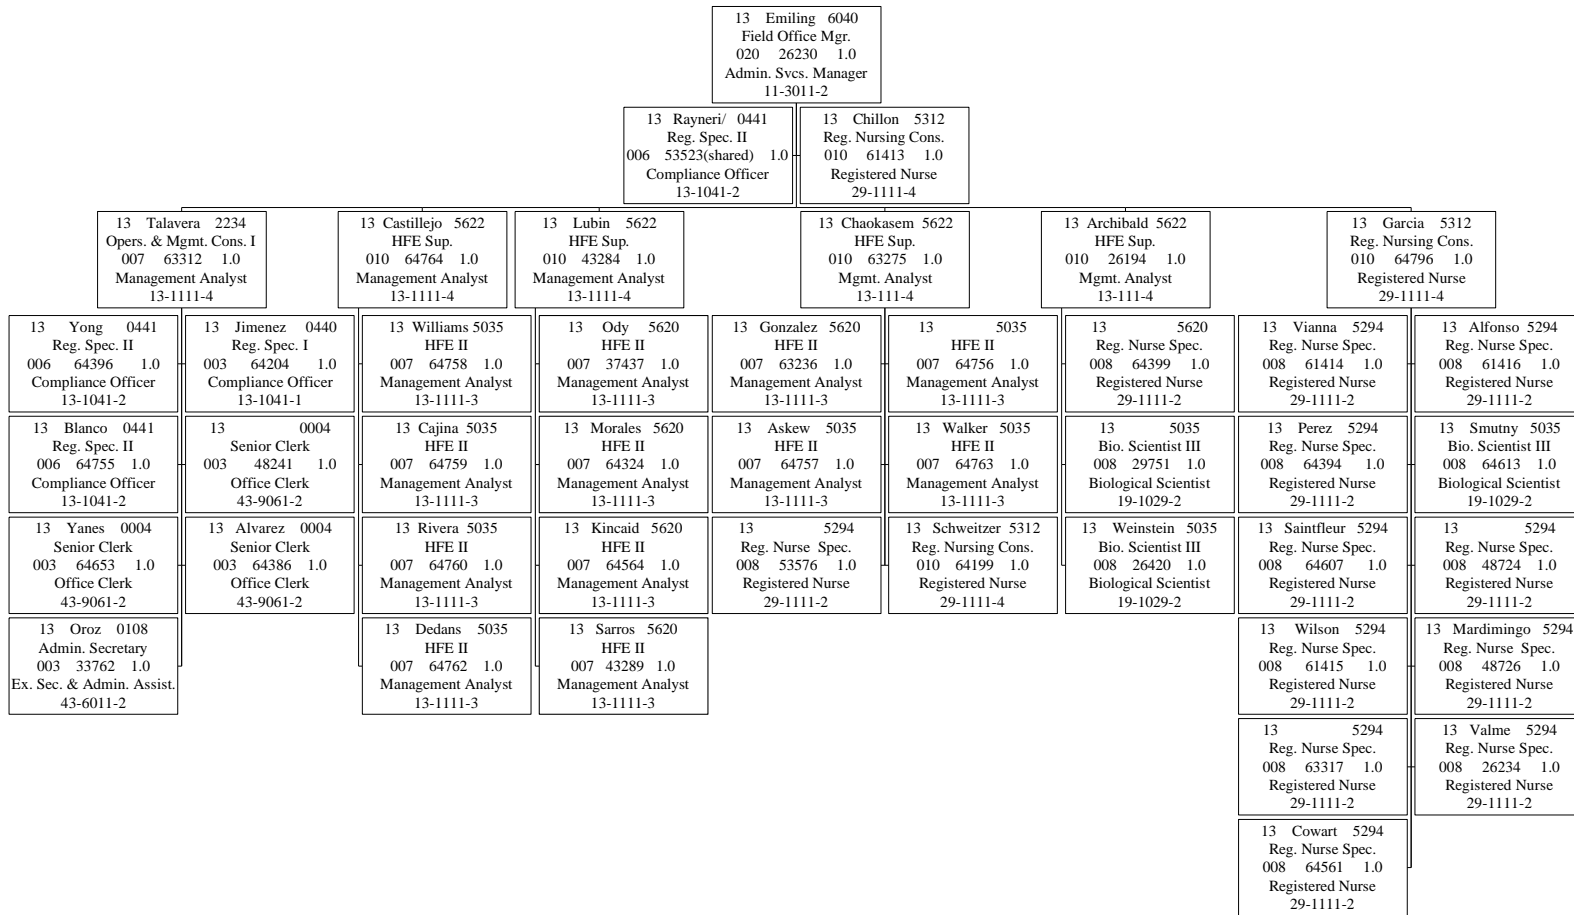 13 Emiling 6040
Field Office Mgr.
020 26230 1.0
Admin. Svcs. Manager
11-3011-2
13 Rayneri/ 0441
Reg. Spec. II
006 53523(shared) 1.0
Compliance Officer
13-1041-2
13 Chillon 5312
Reg. Nursing Cons.
010 61413 1.0
Registered Nurse
29-1111-4
13 Talavera 2234
Opers. & Mgmt. Cons. I
007 63312 1.0
Management Analyst
13-1111-4
13 Castillejo 5622
HFE Sup.
010 64764 1.0
Management Analyst
13-1111-4
13 Lubin 5622
HFE Sup.
010 43284 1.0
Management Analyst
13-1111-4
13 Chaokasem 5622
HFE Sup.
010 63275 1.0
Mgmt. Analyst
13-111-4
13 Archibald 5622
HFE Sup.
010 26194 1.0
Mgmt. Analyst
13-111-4
13 Garcia 5312
Reg. Nursing Cons.
010 64796 1.0
Registered Nurse
29-1111-4
13 Yong 0441
Reg. Spec. II
006 64396 1.0
Compliance Officer
13-1041-2
13 Jimenez 0440
Reg. Spec. I
003 64204 1.0
Compliance Officer
13-1041-1
13 Williams 5035
HFE II
007 64758 1.0
Management Analyst
13-1111-3
13 Ody 5620
HFE II
007 37437 1.0
Management Analyst
13-1111-3
13 Gonzalez 5620
HFE II
007 63236 1.0
Management Analyst
13-1111-3
13 5035
HFE II
007 64756 1.0
Management Analyst
13-1111-3
13 5620
Reg. Nurse Spec.
008 64399 1.0
Registered Nurse
29-1111-2
13 Vianna 5294
Reg. Nurse Spec.
008 61414 1.0
Registered Nurse
29-1111-2
13 Alfonso 5294
Reg. Nurse Spec.
008 61416 1.0
Registered Nurse
29-1111-2
13 Blanco 0441
Reg. Spec. II
006 64755 1.0
Compliance Officer
13-1041-2
13 0004
Senior Clerk
003 48241 1.0
Office Clerk
43-9061-2
13 Cajina 5035
HFE II
007 64759 1.0
Management Analyst
13-1111-3
13 Morales 5620
HFE II
007 64324 1.0
Management Analyst
13-1111-3
13 Askew 5035
HFE II
007 64757 1.0
Management Analyst
13-1111-3
13 Walker 5035
HFE II
007 64763 1.0
Management Analyst
13-1111-3
13 5035
Bio. Scientist III
008 29751 1.0
Biological Scientist
19-1029-2
13 Perez 5294
Reg. Nurse Spec.
008 64394 1.0
Registered Nurse
29-1111-2
13 Smutny 5035
Bio. Scientist III
008 64613 1.0
Biological Scientist
19-1029-2
13 Yanes 0004
Senior Clerk
003 64653 1.0
Office Clerk
43-9061-2
13 Alvarez 0004
Senior Clerk
003 64386 1.0
Office Clerk
43-9061-2
13 Rivera 5035
HFE II
007 64760 1.0
Management Analyst
13-1111-3
13 Kincaid 5620
HFE II
007 64564 1.0
Management Analyst
13-1111-3
13 5294
Reg. Nurse Spec.
008 53576 1.0
Registered Nurse
29-1111-2
13 Schweitzer 5312
Reg. Nursing Cons.
010 64199 1.0
Registered Nurse
29-1111-4
13 Weinstein 5035
Bio. Scientist III
008 26420 1.0
Biological Scientist
19-1029-2
13 Saintfleur 5294
Reg. Nurse Spec.
008 64607 1.0
Registered Nurse
29-1111-2
13 5294
Reg. Nurse Spec.
008 48724 1.0
Registered Nurse
29-1111-2
13 Oroz 0108
Admin. Secretary
003 33762 1.0
Ex. Sec. & Admin. Assist.
43-6011-2
13 Dedans 5035
HFE II
007 64762 1.0
Management Analyst
13-1111-3
13 Sarros 5620
HFE II
007 43289 1.0
Management Analyst
13-1111-3
13 Wilson 5294
Reg. Nurse Spec.
008 61415 1.0
Registered Nurse
29-1111-2
13 Mardimingo 5294
Reg. Nurse Spec.
008 48726 1.0
Registered Nurse
29-1111-2
13 5294
Reg. Nurse Spec.
008 63317 1.0
Registered Nurse
29-1111-2
13 Valme 5294
Reg. Nurse Spec.
008 26234 1.0
Registered Nurse
29-1111-2
13 Cowart 5294
Reg. Nurse Spec.
008 64561 1.0
Registered Nurse
29-1111-2